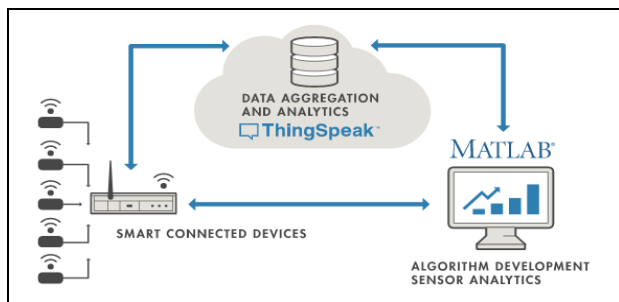 DATA AGGREGATION
AND ANALYTICS
ThingSpeak™
MATLAB®
SMART CONNECTED DEVICES
ALGORITHM DEVELOPMENT
SENSOR ANALYTICS